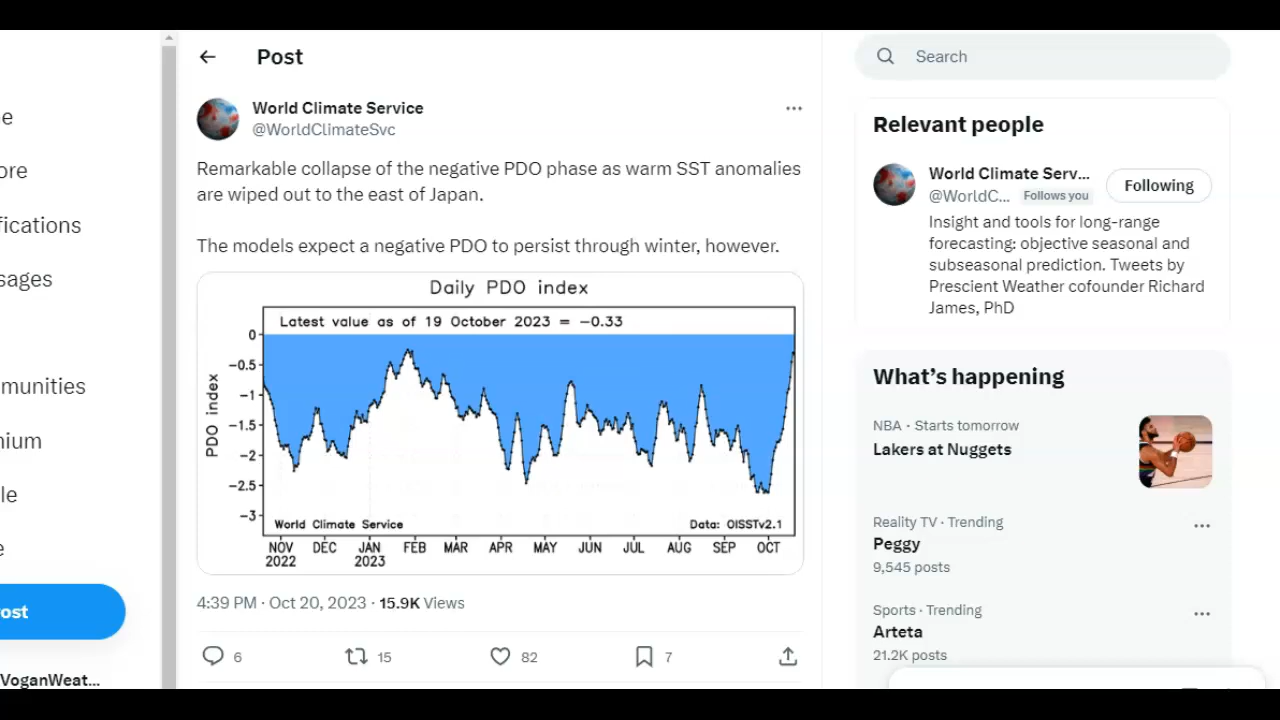 e
ore
fications
sages
munities
nium
le
e
ost
VoganWeat...
Post
World Climate Service
@WorldClimateSvc
Remarkable collapse of the negative PDO phase as warm SST anomalies
are wiped out to the east of Japan.
The models expect a negative PDO to persist through winter, however.
Daily PDO index
Latest value as of 19 October 2023 = −0.33
PDO index
0
−0.5
−1
−1.5
−2
−2.5
−3
World Climate Service
Data: OISSTv2.1
NOV DEC JAN FEB MAR APR MAY JUN JUL AUG SEP OCT
2022 2023
4:39 PM · Oct 20, 2023 · 15.9K Views
6 15 82 7
Search
Relevant people
World Climate Serv...
@WorldC... Follows you
Following
Insight and tools for long-range
forecasting: objective seasonal and
subseasonal prediction. Tweets by
Prescient Weather cofounder Richard
James, PhD
What’s happening
NBA · Starts tomorrow
Lakers at Nuggets
Reality TV · Trending
Peggy
9,545 posts
Sports · Trending
Arteta
21.2K posts